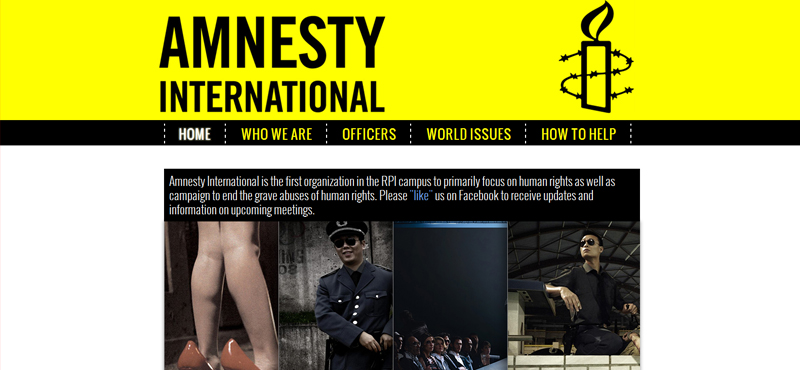 AMNESTY
INTERNATIONAL
HOME WHO WE ARE OFFICERS WORLD ISSUES HOW TO HELP
Amnesty International is the first organization in the RPI campus to primarily focus on human rights as well as
campaign to end the grave abuses of human rights. Please "like" us on Facebook to receive updates and
information on upcoming meetings.